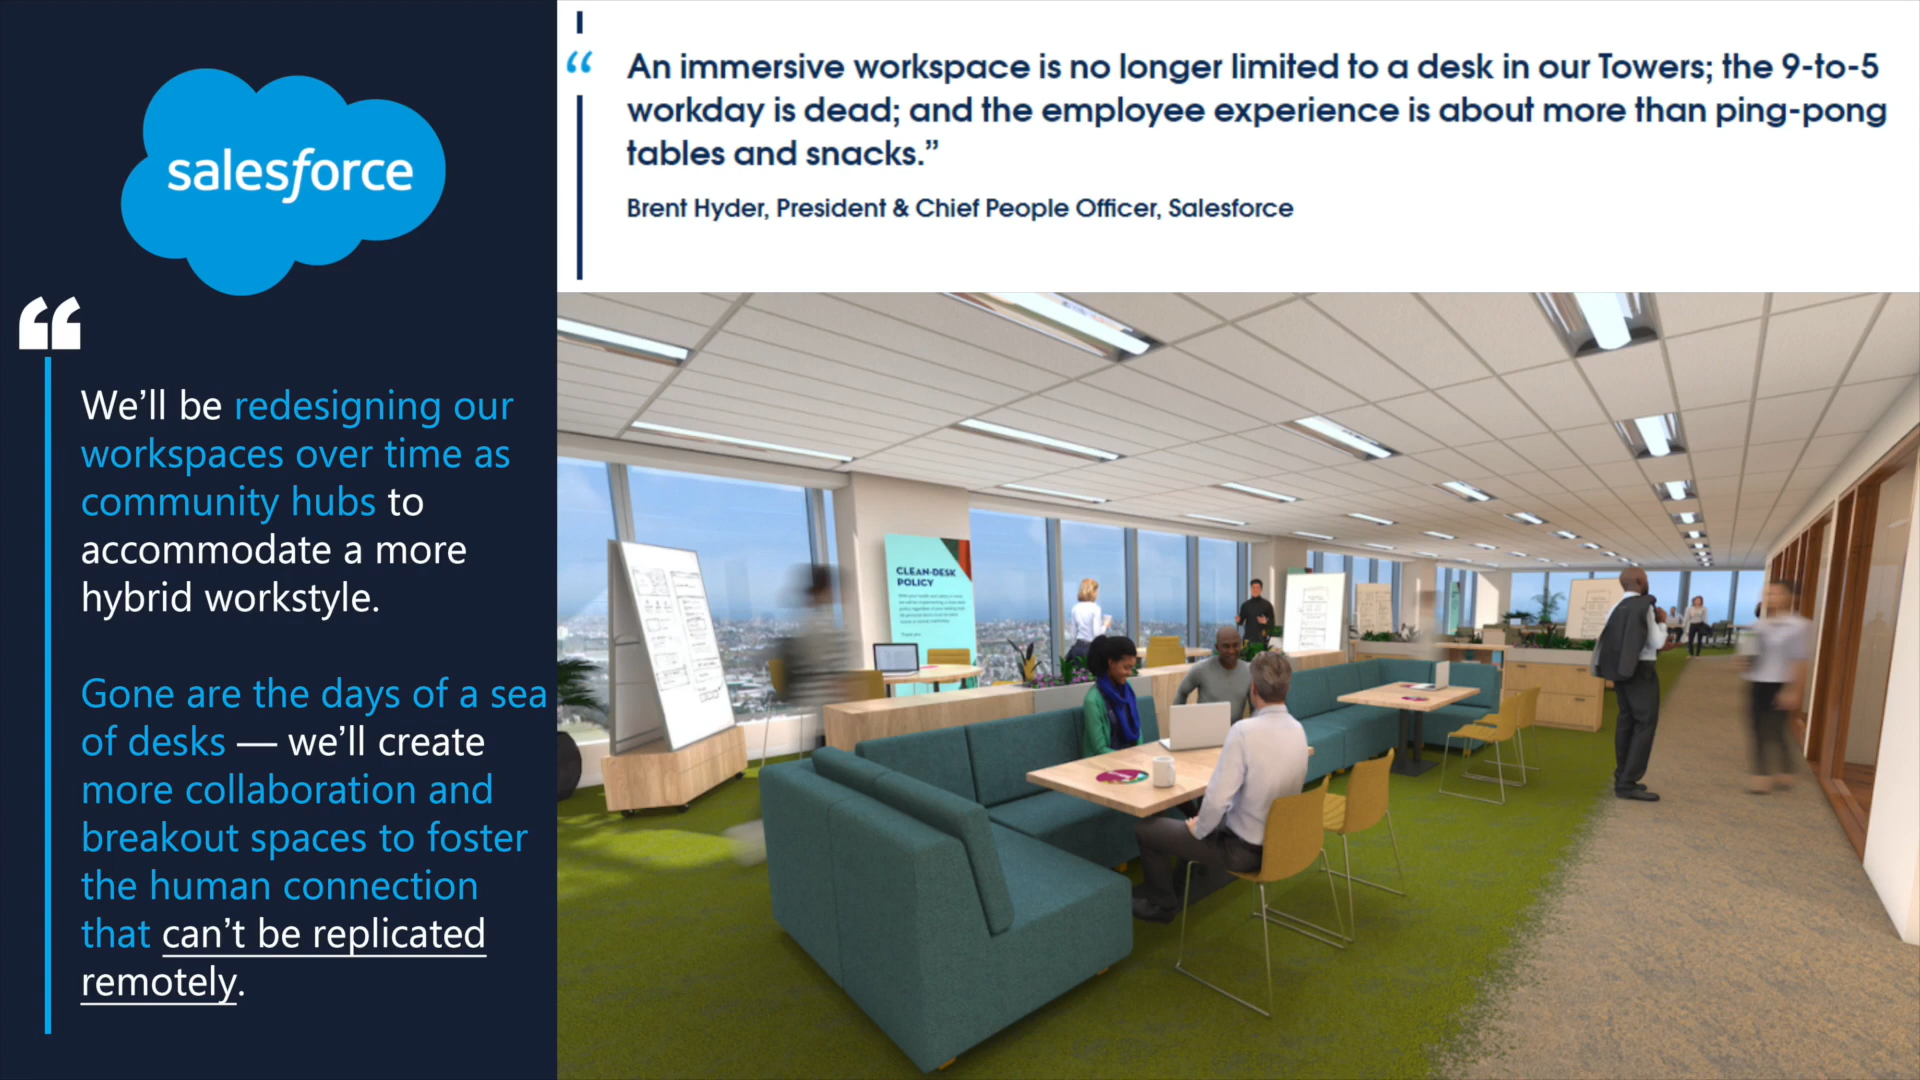 salesforce
“
We’ll be redesigning our
workspaces over time as
community hubs to
accommodate a more
hybrid workstyle.
Gone are the days of a sea
of desks — we’ll create
more collaboration and
breakout spaces to foster
the human connection
that can’t be replicated
remotely.
“ An immersive workspace is no longer limited to a desk in our Towers; the 9-to-5
workday is dead; and the employee experience is about more than ping-pong
tables and snacks.”
Brent Hyder, President & Chief People Officer, Salesforce
CLEAN-DESK
POLICY